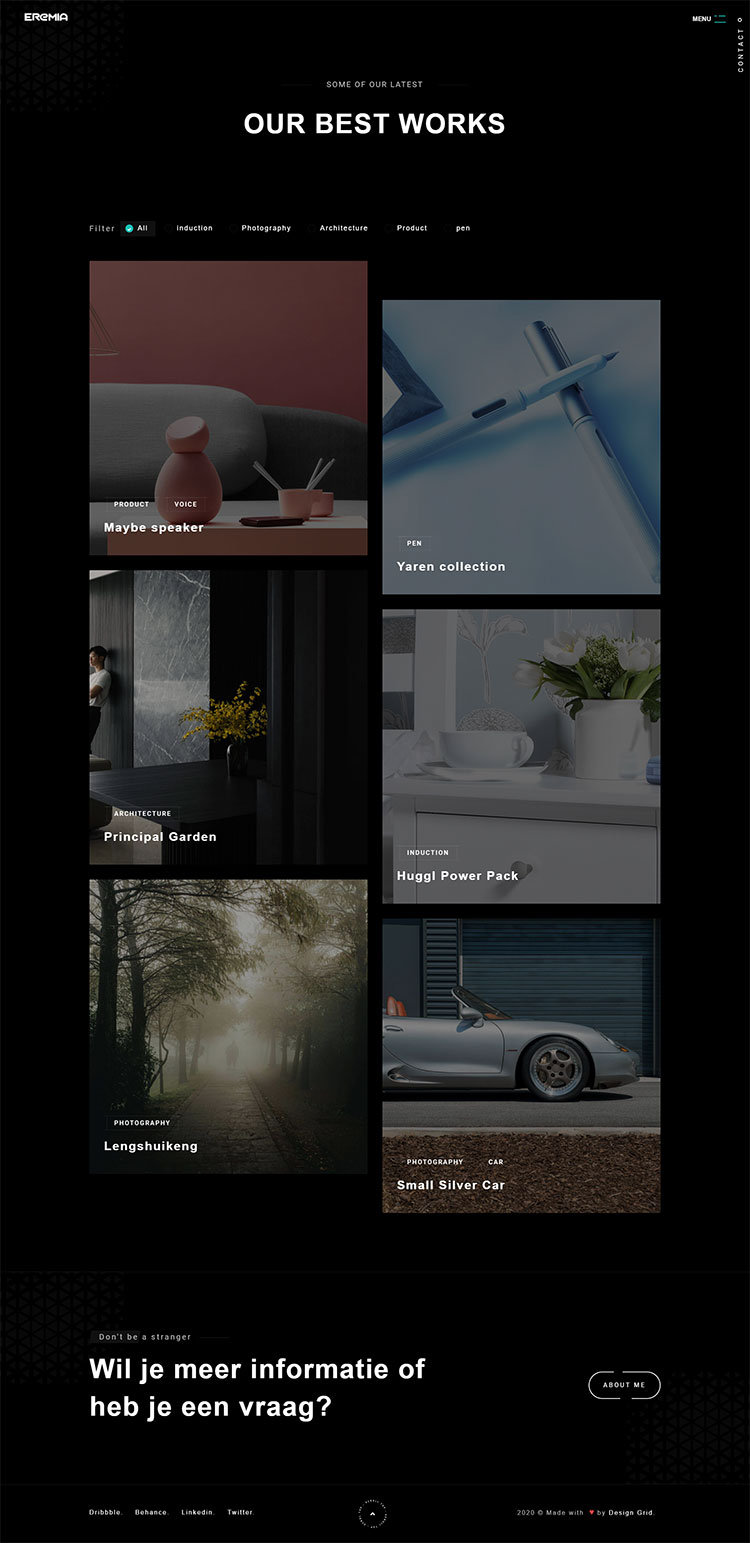 EREMIA
MENU
CONTACT
SOME OF OUR LATEST
OUR BEST WORKS
Filter All induction Photography Architecture Product pen
PRODUCT VOICE
Maybe speaker
PEN
Yaren collection
ARCHITECTURE
Principal Garden
INDUCTION
Huggl Power Pack
PHOTOGRAPHY
Lengshuikeng
PHOTOGRAPHY CAR
Small Silver Car
Don't be a stranger
Wil je meer informatie of
heb je een vraag?
ABOUT ME
Dribbble. Behance. Linkedin. Twitter.
2020 © Made with ♥ by Design Grid.